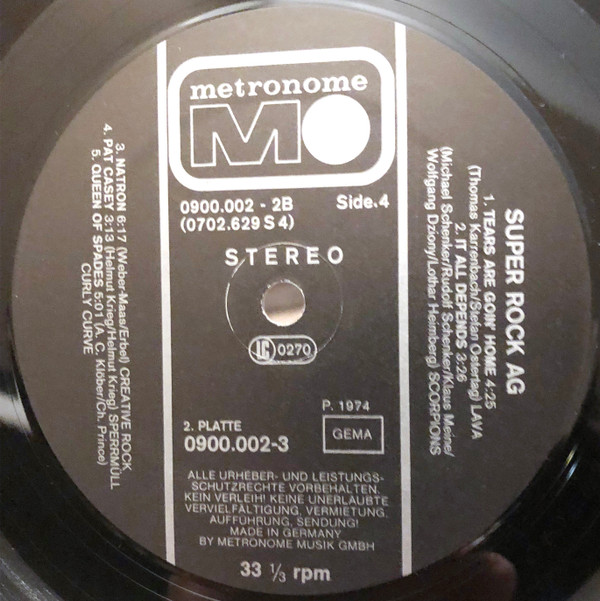 metronome
MO
0900.002 - 2B Side.4
(0702.629 S 4)
STEREO
LC 0270
2. PLATTE
0900.002-3
P. 1974
GEMA
ALLE URHEBER- UND LEISTUNGS-
SCHUTZRECHTE VORBEHALTEN.
KEIN VERLEIH! KEINE UNERLAUBTE
VERVIELFÄLTIGUNG, VERMIETUNG,
AUFFÜHRUNG, SENDUNG!
MADE IN GERMANY
BY METRONOME MUSIK GMBH
33 ⅓ rpm
SUPER ROCK AG
1. TEARS ARE GOIN' HOME 4:25
(Thomas Karrenbach/Stefan Ostertag) LAVA
2. IT ALL DEPENDS 3:26
(Michael Schenker/Rudolf Schenker/Klaus Meine/
Wolfgang Dziony/Lothar Heimberg) SCORPIONS
3. NATRON 6:17 (Weber-Maas/Erbel) CREATIVE ROCK
4. PAT CASEY 3:13 (Helmut Krieg/Helmut Krieg) SPERRMÜLL
5. QUEEN OF SPADES 5:01 (A. C. Klöber/Ch. Prince)
CURLY CURVE